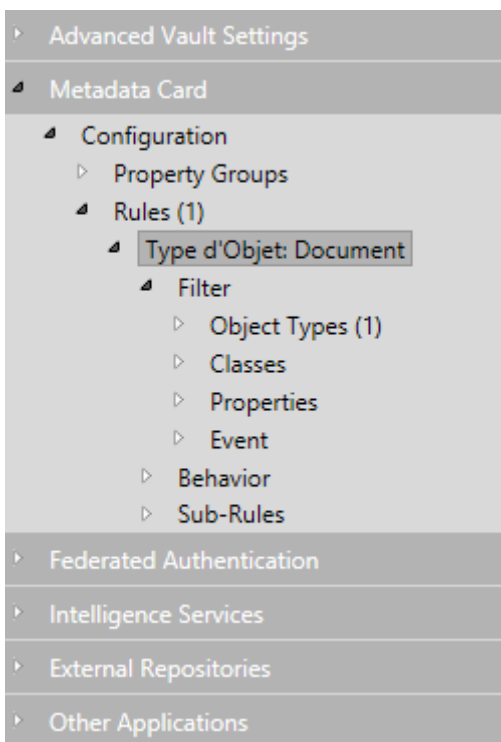 Advanced Vault Settings
Metadata Card
Configuration
Property Groups
Rules (1)
Type d'Objet: Document
Filter
Object Types (1)
Classes
Properties
Event
Behavior
Sub-Rules
Federated Authentication
Intelligence Services
External Repositories
Other Applications